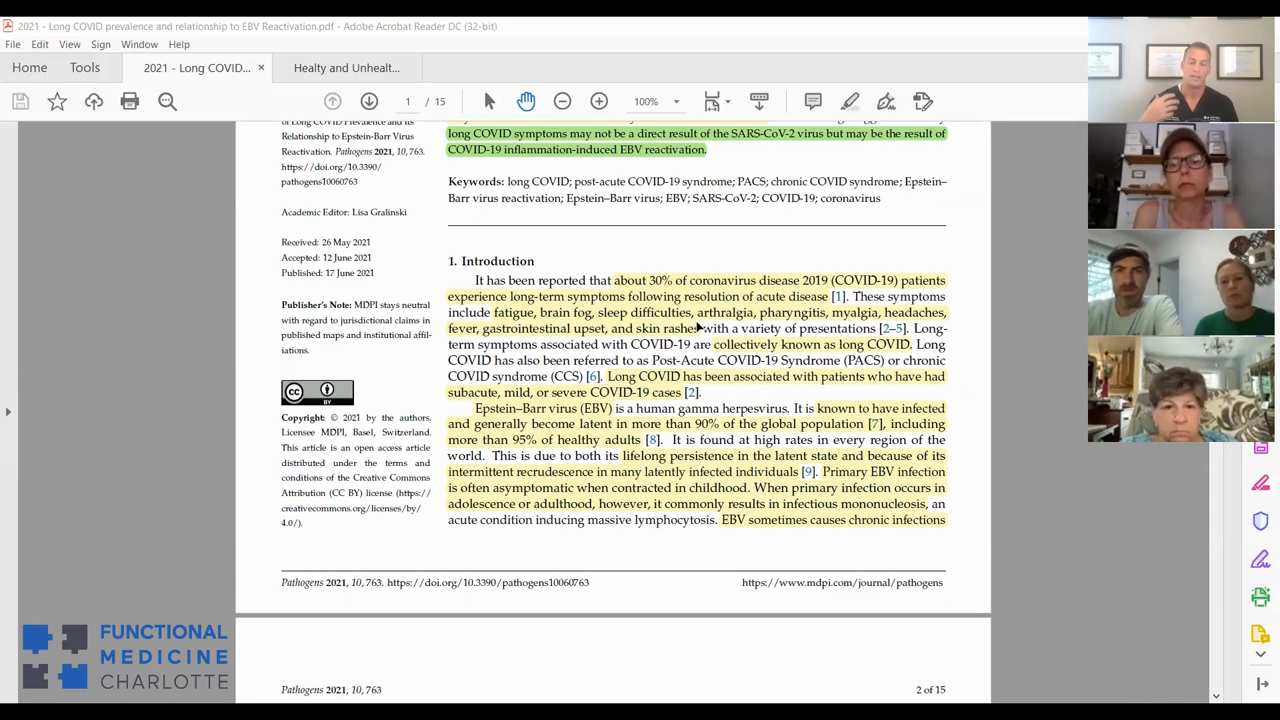 2021 - Long COVID prevalence and relationship to EBV Reactivation.pdf - Adobe Acrobat Reader DC (32-bit)
File Edit View Sign Window Help
Home Tools 2021 - Long COVID... × Healty and Unhealt...
1 / 15 100%
of Long COVID Prevalence and Its
Relationship to Epstein-Barr Virus
Reactivation. Pathogens 2021, 10, 763.
https://doi.org/10.3390/
pathogens10060763
Academic Editor: Lisa Gralinski
Received: 26 May 2021
Accepted: 12 June 2021
Published: 17 June 2021
Publisher's Note: MDPI stays neutral
with regard to jurisdictional claims in
published maps and institutional affil-
iations.
CC BY
Copyright: © 2021 by the authors.
Licensee MDPI, Basel, Switzerland.
This article is an open access article
distributed under the terms and
conditions of the Creative Commons
Attribution (CC BY) license (https://
creativecommons.org/licenses/by/
4.0/).
long COVID symptoms may not be a direct result of the SARS-CoV-2 virus but may be the result of
COVID-19 inflammation-induced EBV reactivation.
Keywords: long COVID; post-acute COVID-19 syndrome; PACS; chronic COVID syndrome; Epstein–
Barr virus reactivation; Epstein–Barr virus; EBV; SARS-CoV-2; COVID-19; coronavirus
1. Introduction
It has been reported that about 30% of coronavirus disease 2019 (COVID-19) patients
experience long-term symptoms following resolution of acute disease [1]. These symptoms
include fatigue, brain fog, sleep difficulties, arthralgia, pharyngitis, myalgia, headaches,
fever, gastrointestinal upset, and skin rashes with a variety of presentations [2–5]. Long-
term symptoms associated with COVID-19 are collectively known as long COVID. Long
COVID has also been referred to as Post-Acute COVID-19 Syndrome (PACS) or chronic
COVID syndrome (CCS) [6]. Long COVID has been associated with patients who have had
subacute, mild, or severe COVID-19 cases [2].
Epstein–Barr virus (EBV) is a human gamma herpesvirus. It is known to have infected
and generally become latent in more than 90% of the global population [7], including
more than 95% of healthy adults [8]. It is found at high rates in every region of the
world. This is due to both its lifelong persistence in the latent state and because of its
intermittent recrudescence in many latently infected individuals [9]. Primary EBV infection
is often asymptomatic when contracted in childhood. When primary infection occurs in
adolescence or adulthood, however, it commonly results in infectious mononucleosis, an
acute condition inducing massive lymphocytosis. EBV sometimes causes chronic infections
Pathogens 2021, 10, 763. https://doi.org/10.3390/pathogens10060763 https://www.mdpi.com/journal/pathogens
FUNCTIONAL
MEDICINE
CHARLOTTE
Pathogens 2021, 10, 763 2 of 15